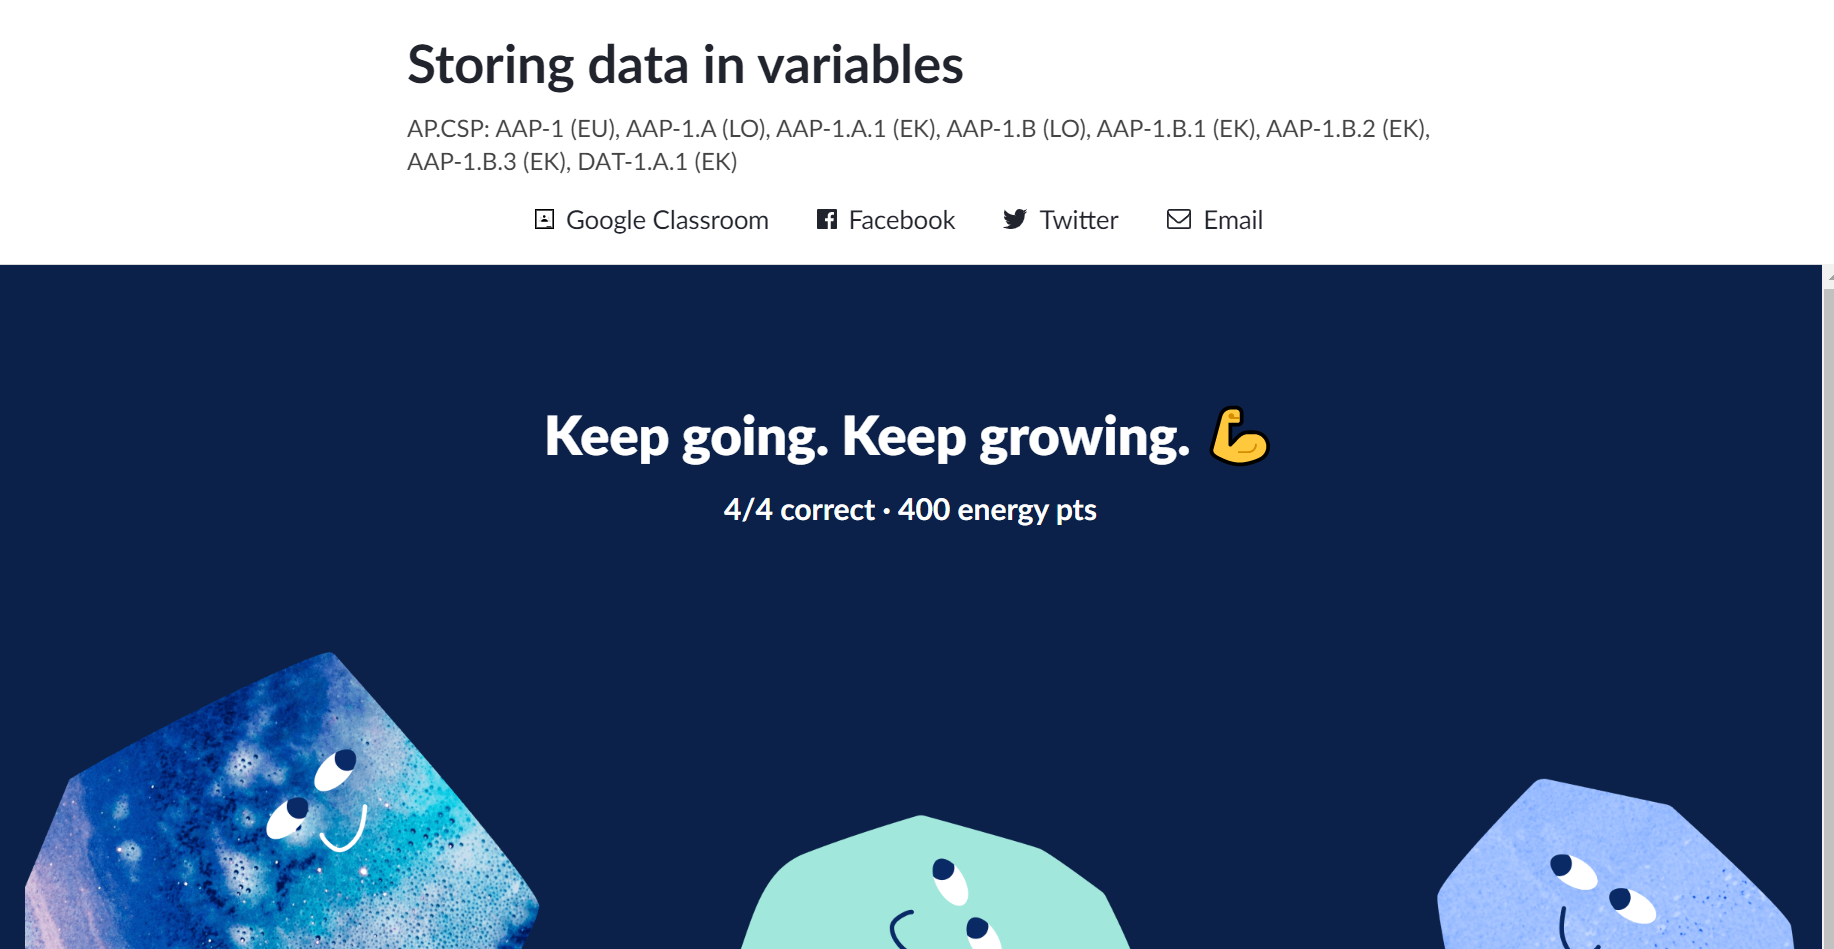 Storing data in variables
AP.CSP: AAP-1 (EU), AAP-1.A (LO), AAP-1.A.1 (EK), AAP-1.B (LO), AAP-1.B.1 (EK), AAP-1.B.2 (EK),
AAP-1.B.3 (EK), DAT-1.A.1 (EK)
Google Classroom Facebook Twitter Email
Keep going. Keep growing. 💪
4/4 correct · 400 energy pts